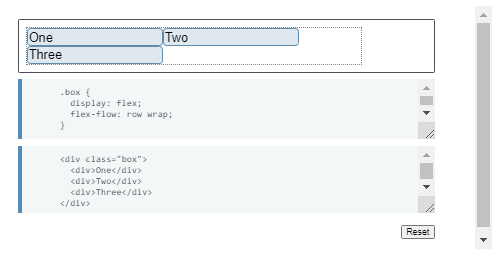 One Two
Three
.box {
  display: flex;
  flex-flow: row wrap;
}
<div class="box">
  <div>One</div>
  <div>Two</div>
  <div>Three</div>
</div>
Reset